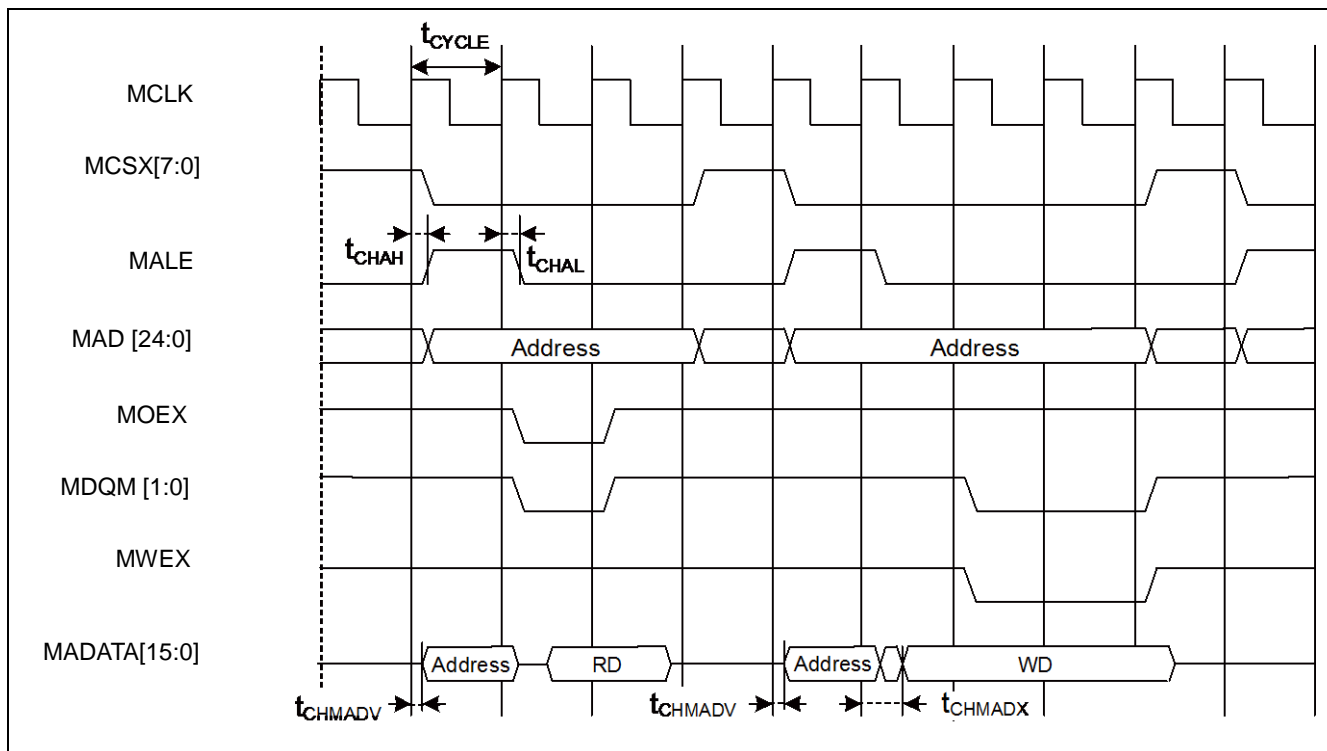 tCYCLE
MCLK
MCSX[7:0]
MALE
tCHAH
tCHAL
MAD [24:0]
Address
Address
MOEX
MDQM [1:0]
MWEX
MADATA[15:0]
Address
RD
Address
WD
tCHMADV
tCHMADV
tCHMADX